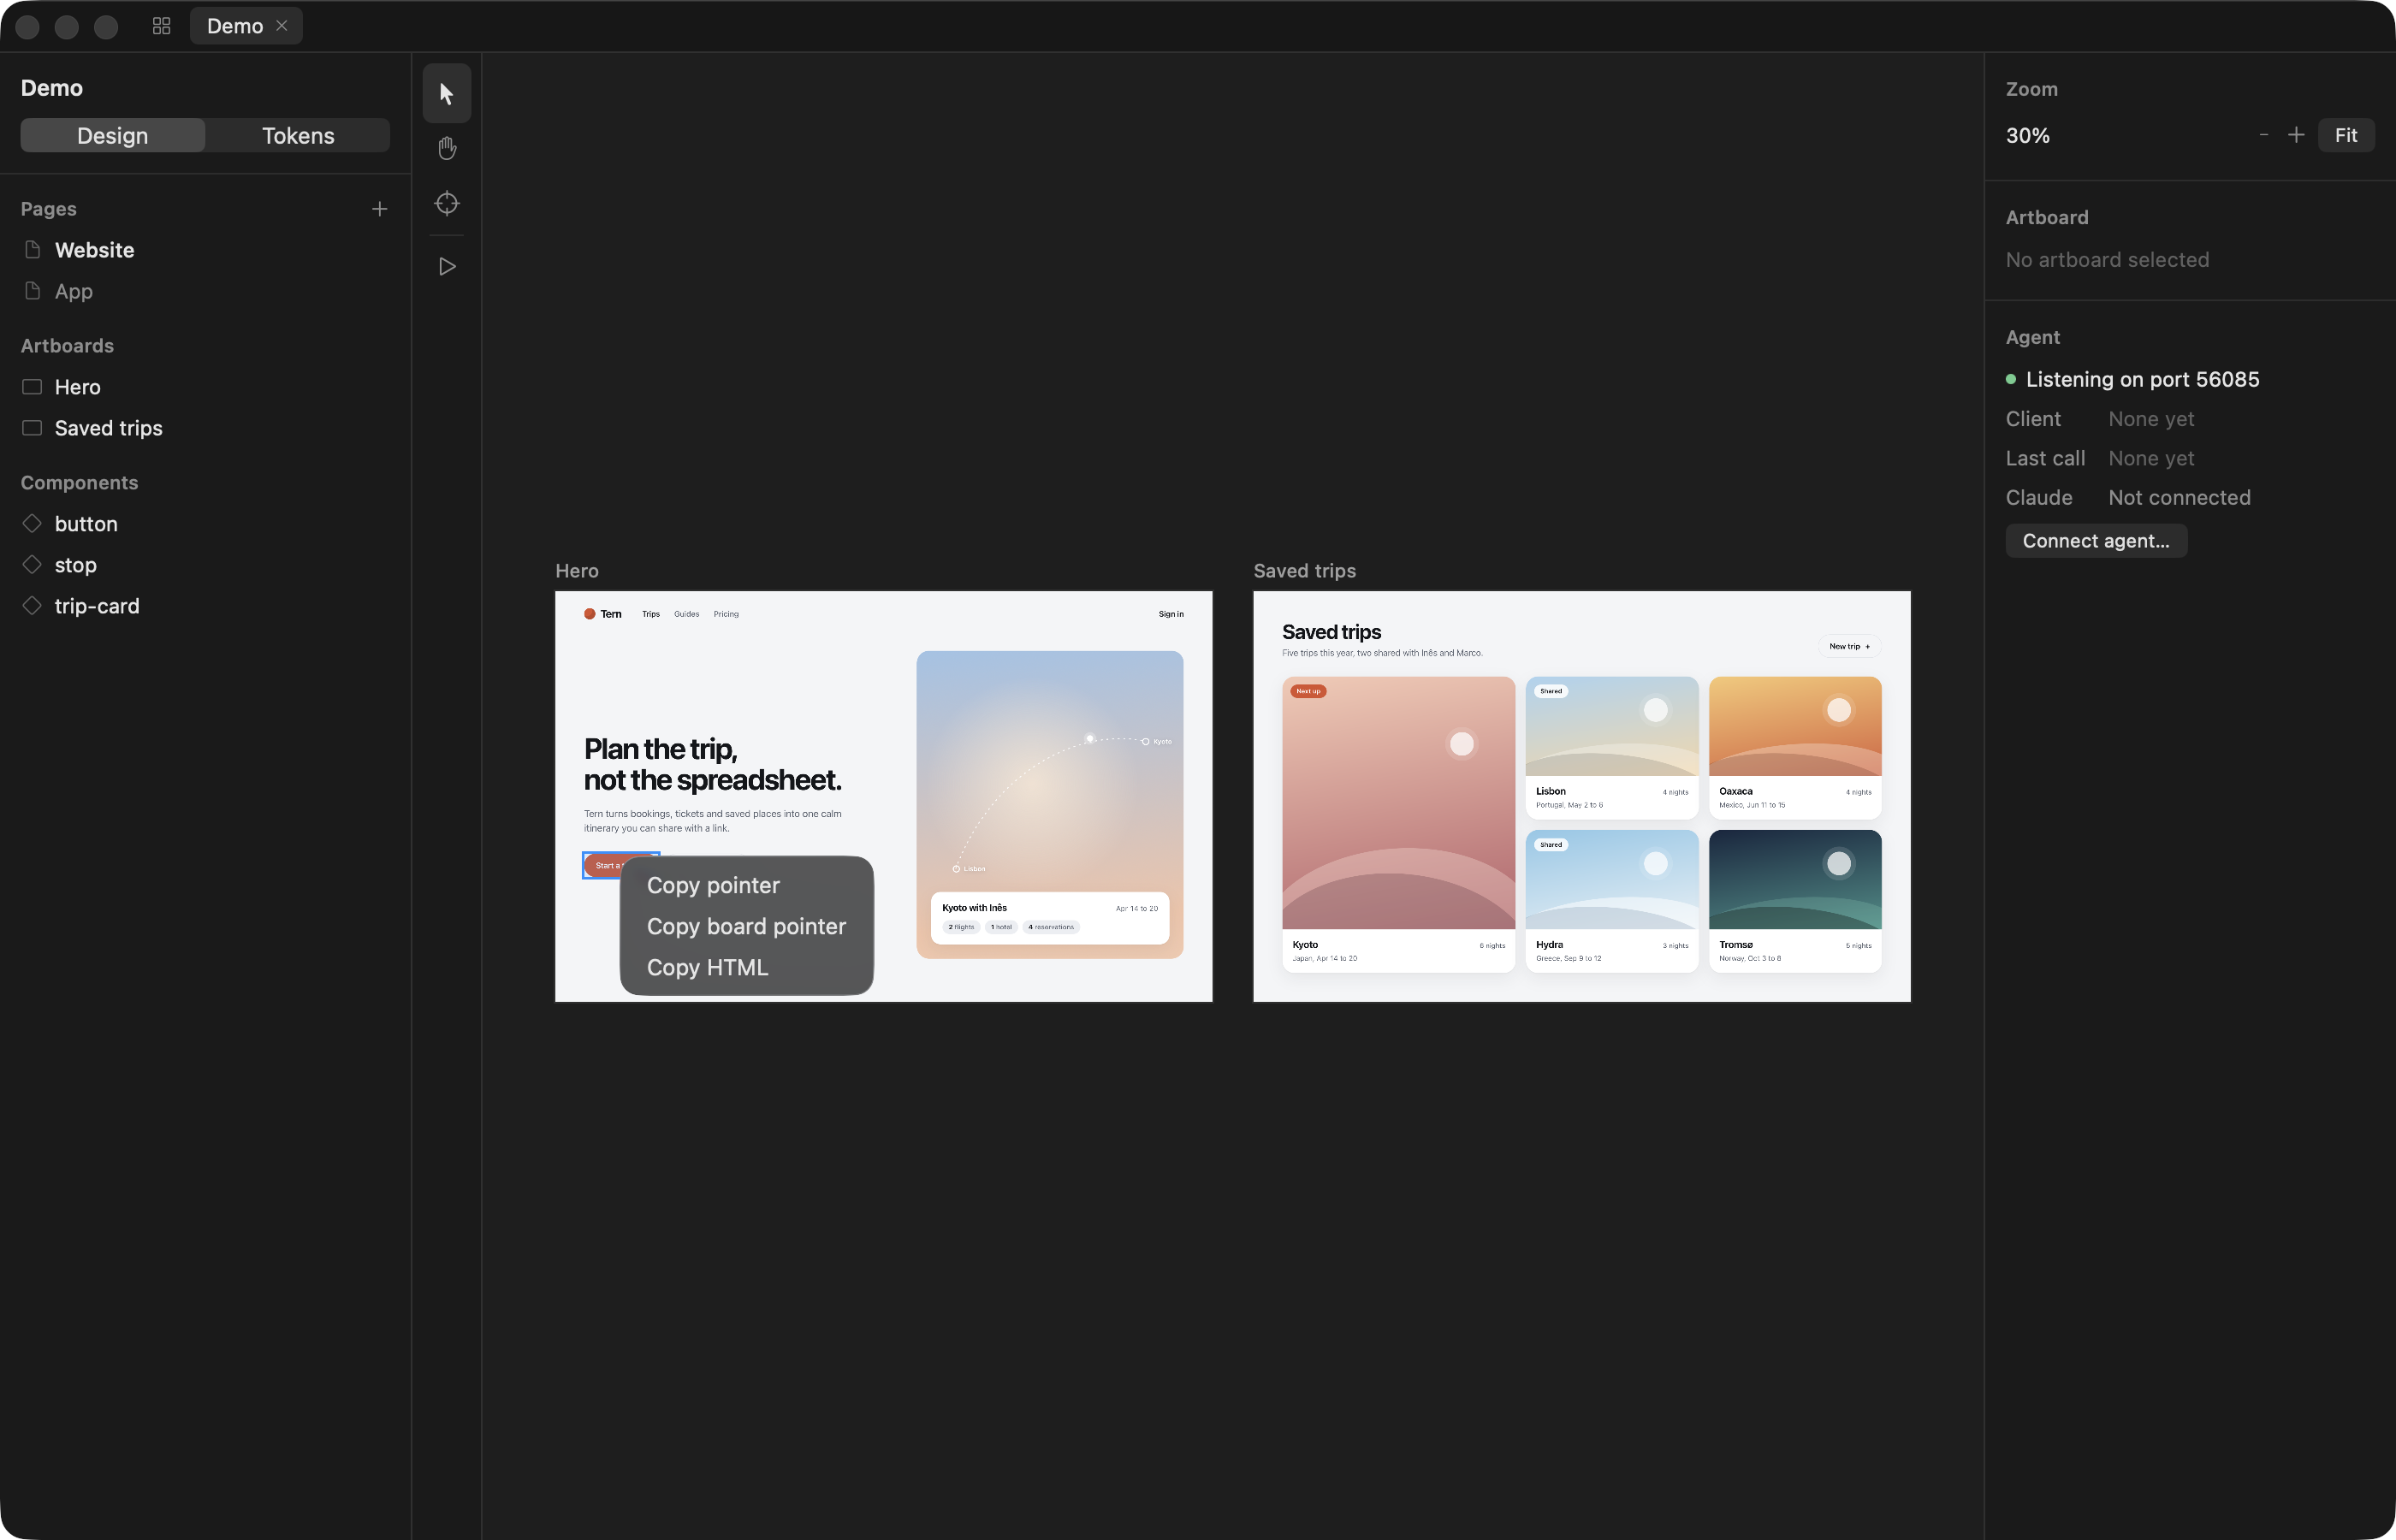 Demo
Demo
Design
Tokens
Pages
Website
App
Artboards
Hero
Saved trips
Components
button
stop
trip-card
Hero
Tern
Trips
Guides
Pricing
Sign in
Plan the trip,
not the spreadsheet.
Tern turns bookings, tickets and saved places into one calm
itinerary you can share with a link.
Start a
Copy pointer
Copy board pointer
Copy HTML
Kyoto
Lisbon
Kyoto with Inês
Apr 14 to 20
2 flights
1 hotel
4 reservations
Saved trips
Saved trips
Five trips this year, two shared with Inês and Marco.
New trip +
Next up
Kyoto
6 nights
Japan, Apr 14 to 20
Shared
Lisbon
4 nights
Portugal, May 2 to 6
Oaxaca
4 nights
Mexico, Jun 11 to 15
Shared
Hydra
3 nights
Greece, Sep 9 to 12
Tromsø
5 nights
Norway, Oct 3 to 8
Zoom
30%
Fit
Artboard
No artboard selected
Agent
Listening on port 56085
Client
None yet
Last call
None yet
Claude
Not connected
Connect agent...